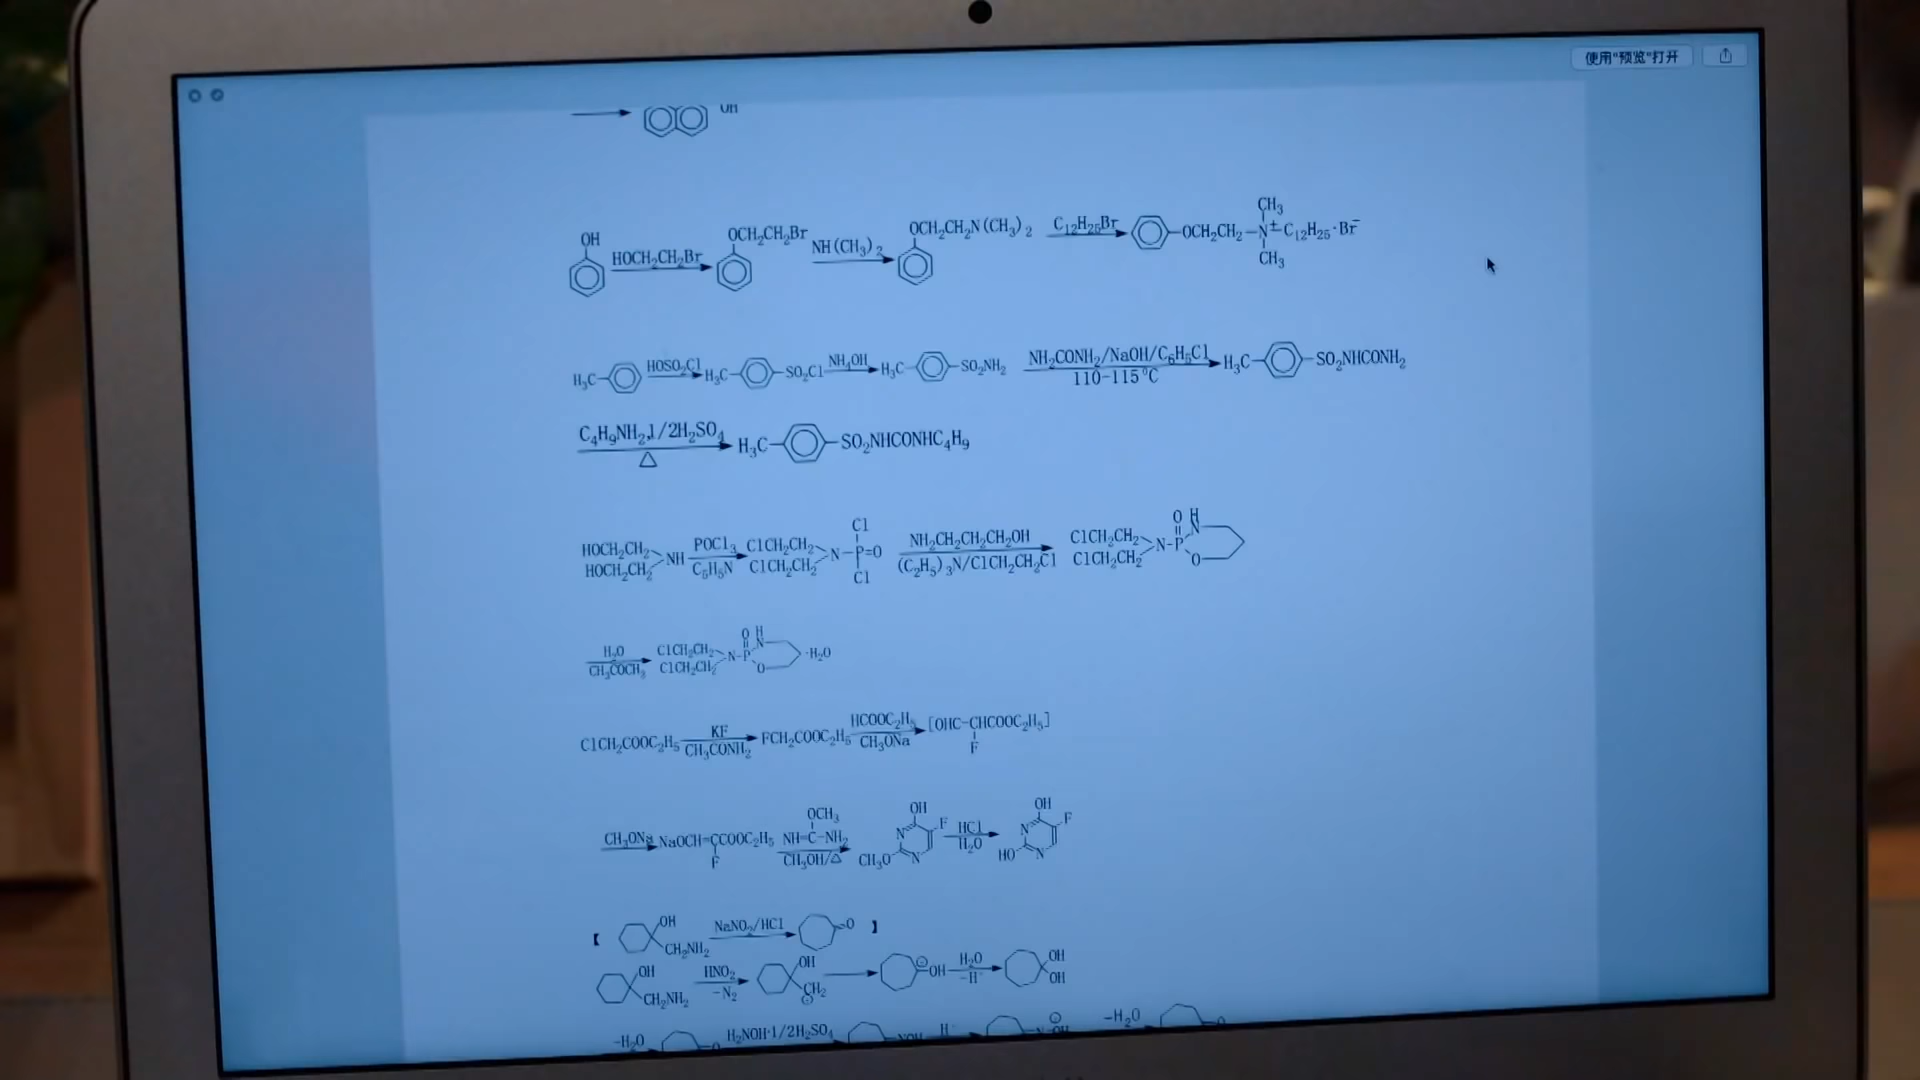 使用“预览”打开
OH
OH HOCH₂CH₂Br OCH₂CH₂Br NH(CH₃)₂ OCH₂CH₂N(CH₃)₂ C₁₂H₂₅Br OCH₂CH₂-N±C₁₂H₂₅·Br⁻
CH₃
CH₃
H₃C HOSO₂Cl H₃C SO₂Cl NH₄OH H₃C SO₂NH₂ NH₂CONH₂/NaOH/C₆H₅Cl H₃C SO₂NHCONH₂
110-115℃
C₄H₉NH₂,1/2H₂SO₄ H₃C SO₂NHCONHC₄H₉
△
Cl O H
HOCH₂CH₂ POCl₃ ClCH₂CH₂ NH₂CH₂CH₂CH₂OH ClCH₂CH₂ N
NH N-P=O N-P
HOCH₂CH₂ C₅H₅N ClCH₂CH₂ (C₂H₅)₃N/ClCH₂CH₂Cl ClCH₂CH₂ O
Cl
O H
H₂O ClCH₂CH₂ N
N-P ·H₂O
CH₃COCH₃ ClCH₂CH₂ O
ClCH₂COOC₂H₅ KF FCH₂COOC₂H₅ HCOOC₂H₅ [OHC-CHCOOC₂H₅]
CH₃CONH₂ CH₃ONa F
OCH₃ OH OH
CH₃ONa NaOCH=CCOOC₂H₅ NH=C-NH₂ N F HCl N F
F CH₃OH/△ CH₃O N H₂O HO N
【 OH NaNO₂/HCl O 】
CH₂NH₂
OH HNO₂ OH OH H₂O OH
CH₂NH₂ -N₂ CH₂ -H⁻ OH
-H₂O O H₂NOH·1/2H₂SO₄ NOH H⁻ N-OH -H₂O